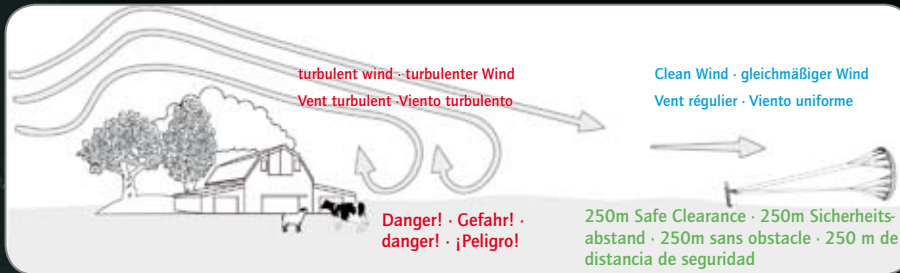 turbulent wind · turbulenter Wind
Vent turbulent ·Viento turbulento
Clean Wind · gleichmäßiger Wind
Vent régulier · Viento uniforme
Danger! · Gefahr! ·
danger! · ¡Peligro!
250m Safe Clearance · 250m Sicherheits-
abstand · 250m sans obstacle · 250 m de
distancia de seguridad